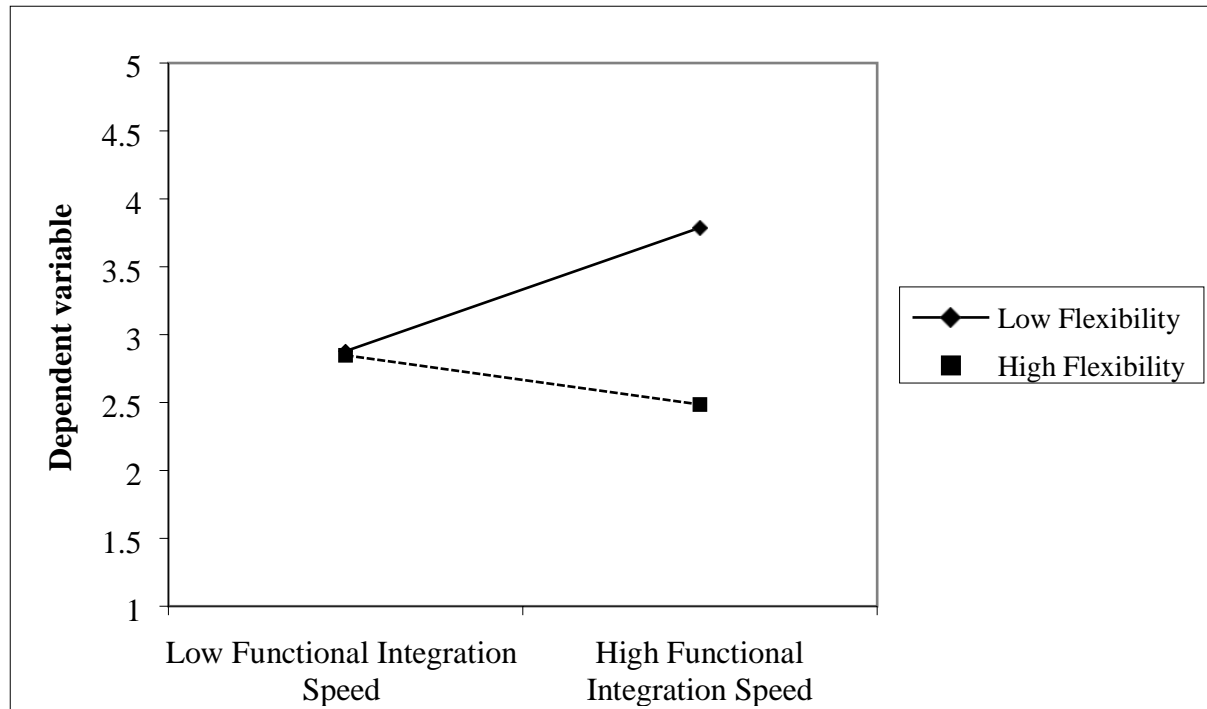 5
4.5
4
3.5
3
2.5
2
1.5
1
Dependent variable
Low Functional Integration
Speed
High Functional
Integration Speed
Low Flexibility
High Flexibility